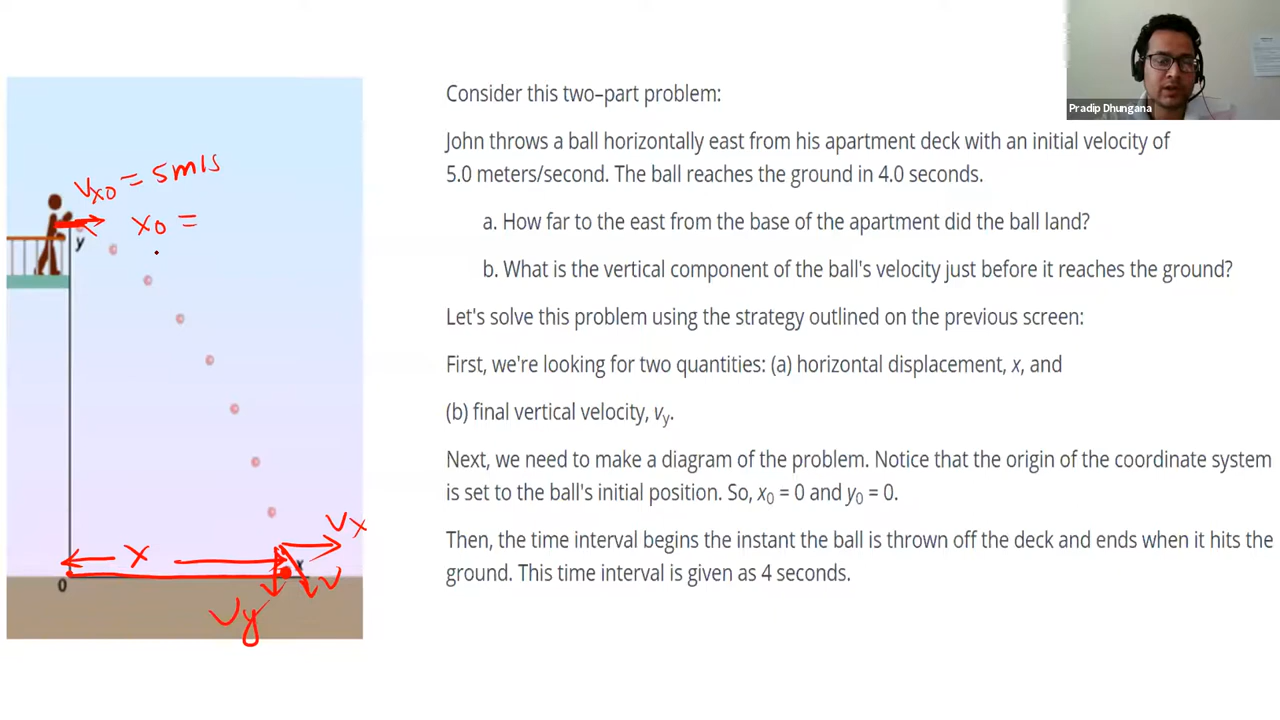 Pradip Dhungana
Consider this two–part problem:
John throws a ball horizontally east from his apartment deck with an initial velocity of
5.0 meters/second. The ball reaches the ground in 4.0 seconds.
a. How far to the east from the base of the apartment did the ball land?
b. What is the vertical component of the ball's velocity just before it reaches the ground?
Let's solve this problem using the strategy outlined on the previous screen:
First, we're looking for two quantities: (a) horizontal displacement, x, and
(b) final vertical velocity, vy.
Next, we need to make a diagram of the problem. Notice that the origin of the coordinate system
is set to the ball's initial position. So, x0 = 0 and y0 = 0.
Then, the time interval begins the instant the ball is thrown off the deck and ends when it hits the
ground. This time interval is given as 4 seconds.
Vx0 = 5m/s
x0 =
y
Vx
x
x
0
V
Vy